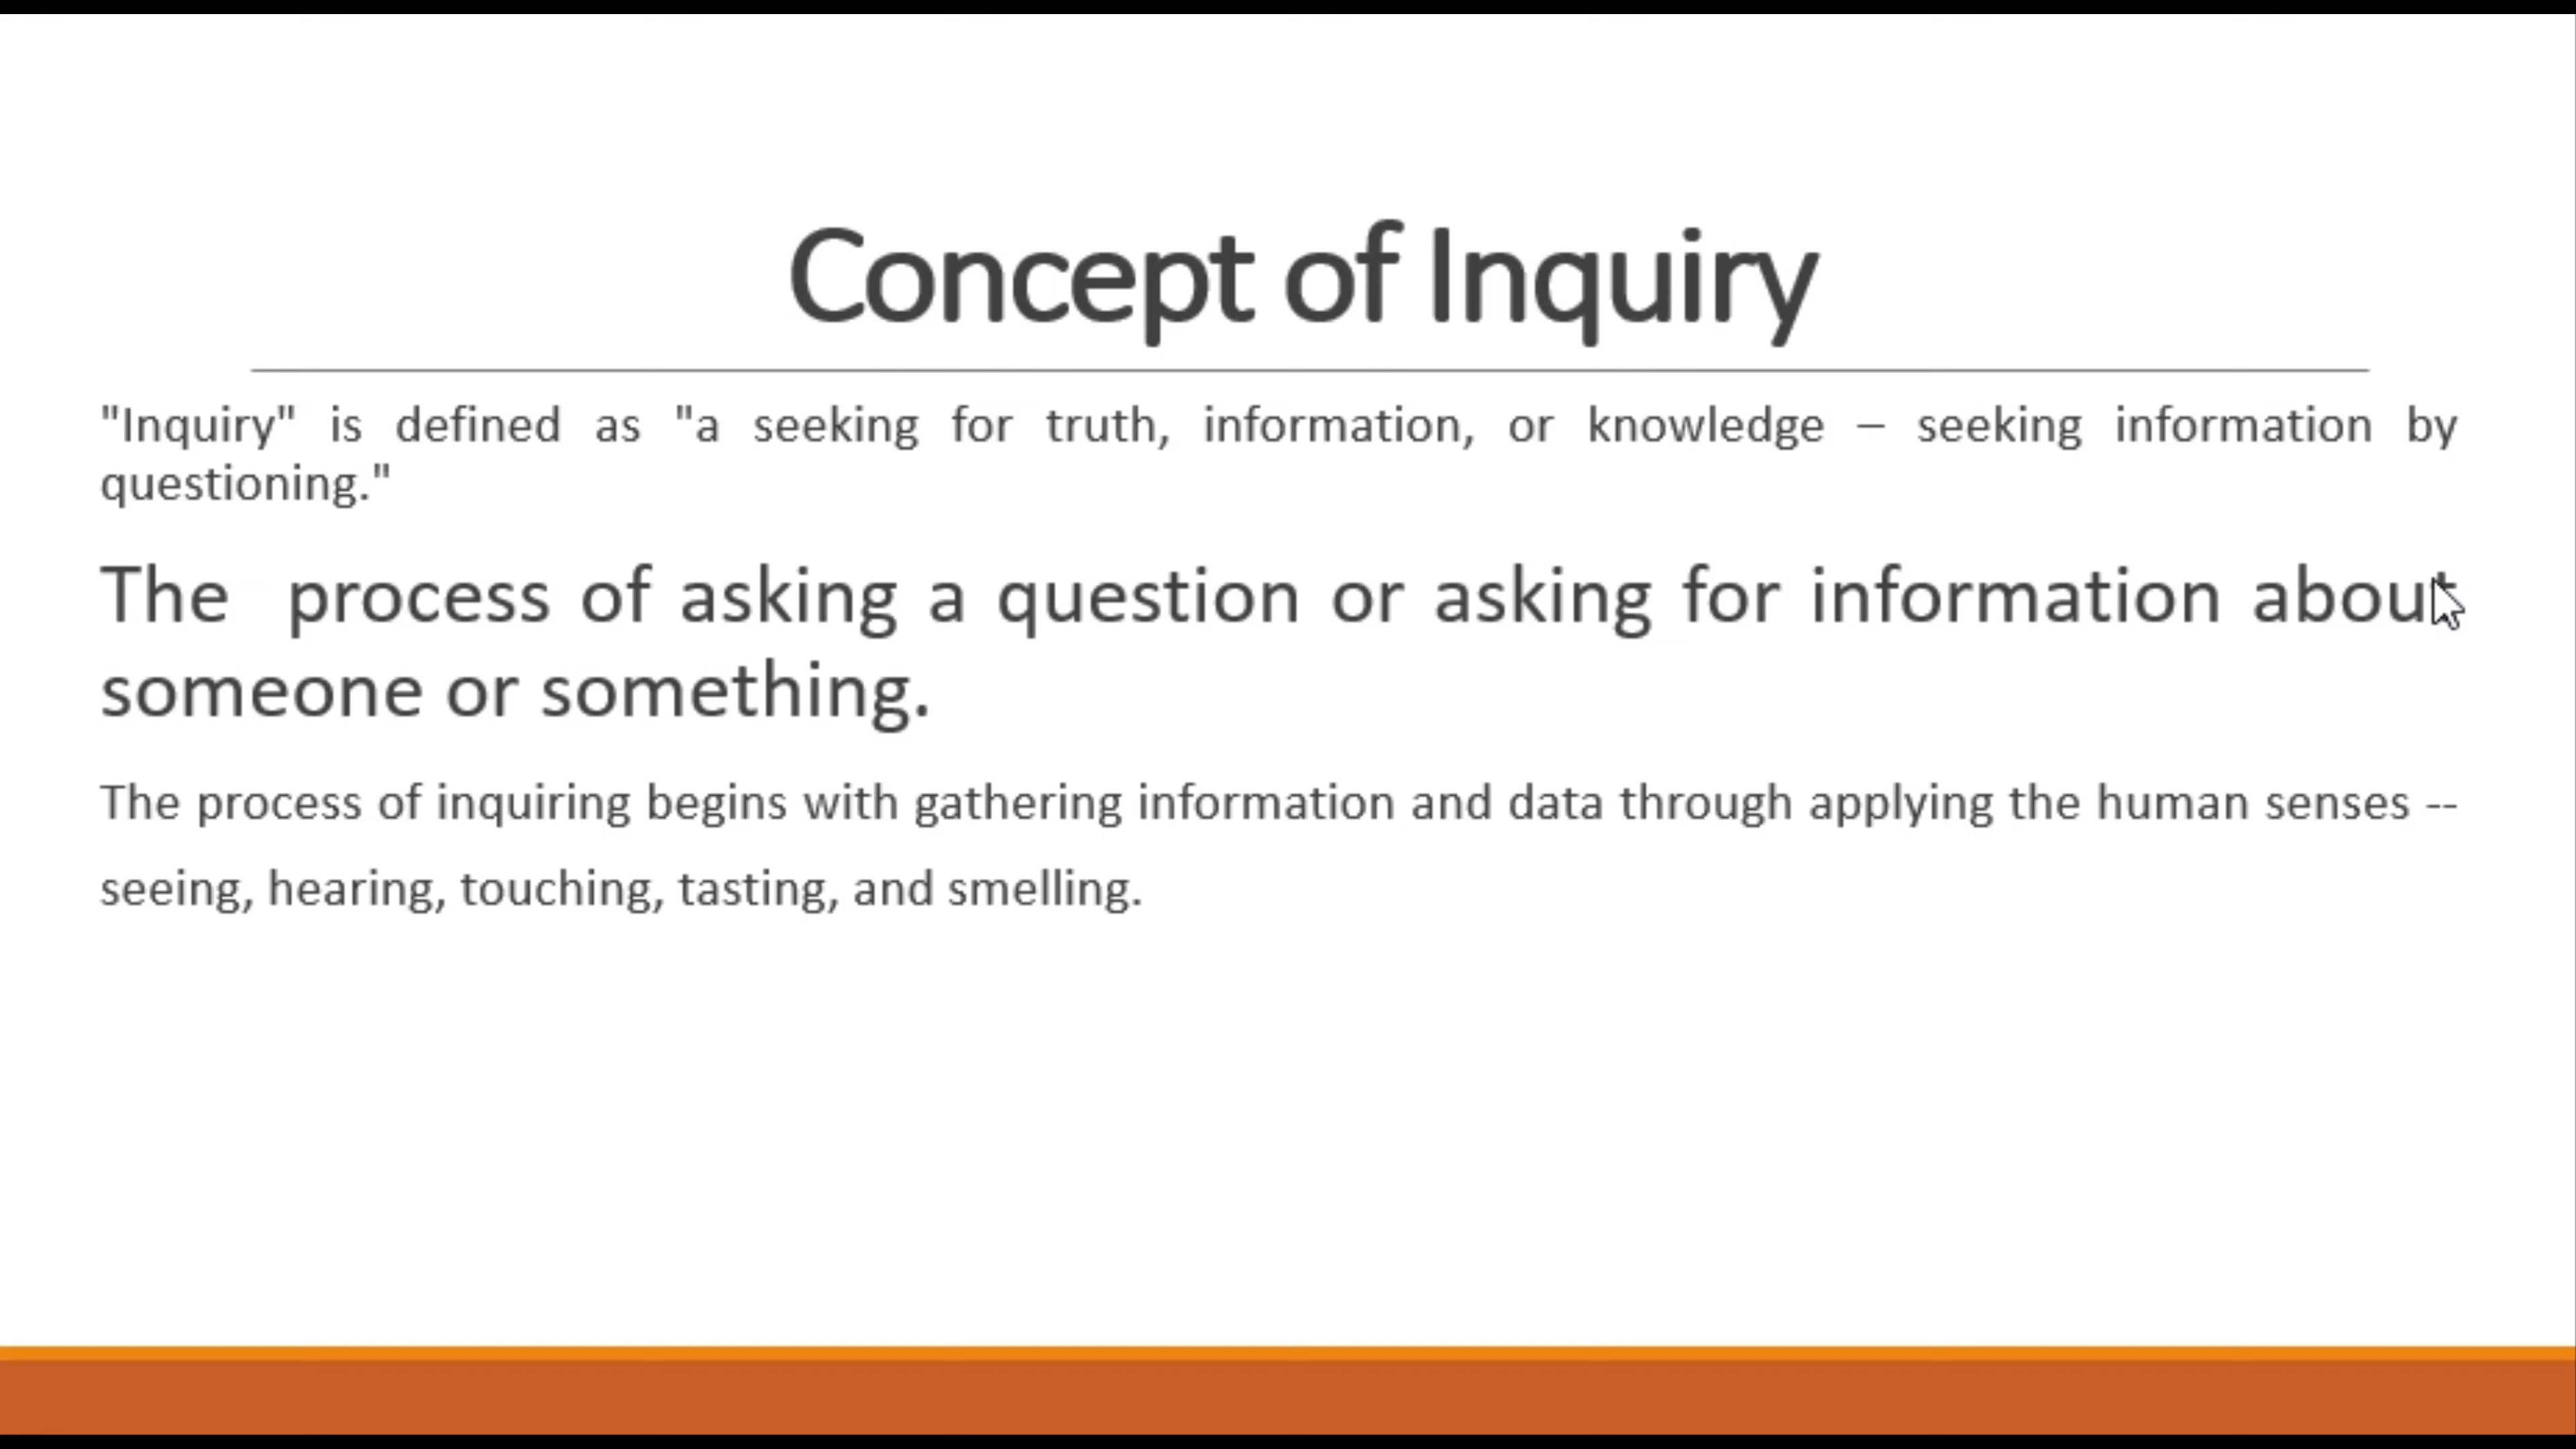 Concept of Inquiry
"Inquiry" is defined as "a seeking for truth, information, or knowledge – seeking information by
questioning."
The process of asking a question or asking for information about
someone or something.
The process of inquiring begins with gathering information and data through applying the human senses --
seeing, hearing, touching, tasting, and smelling.